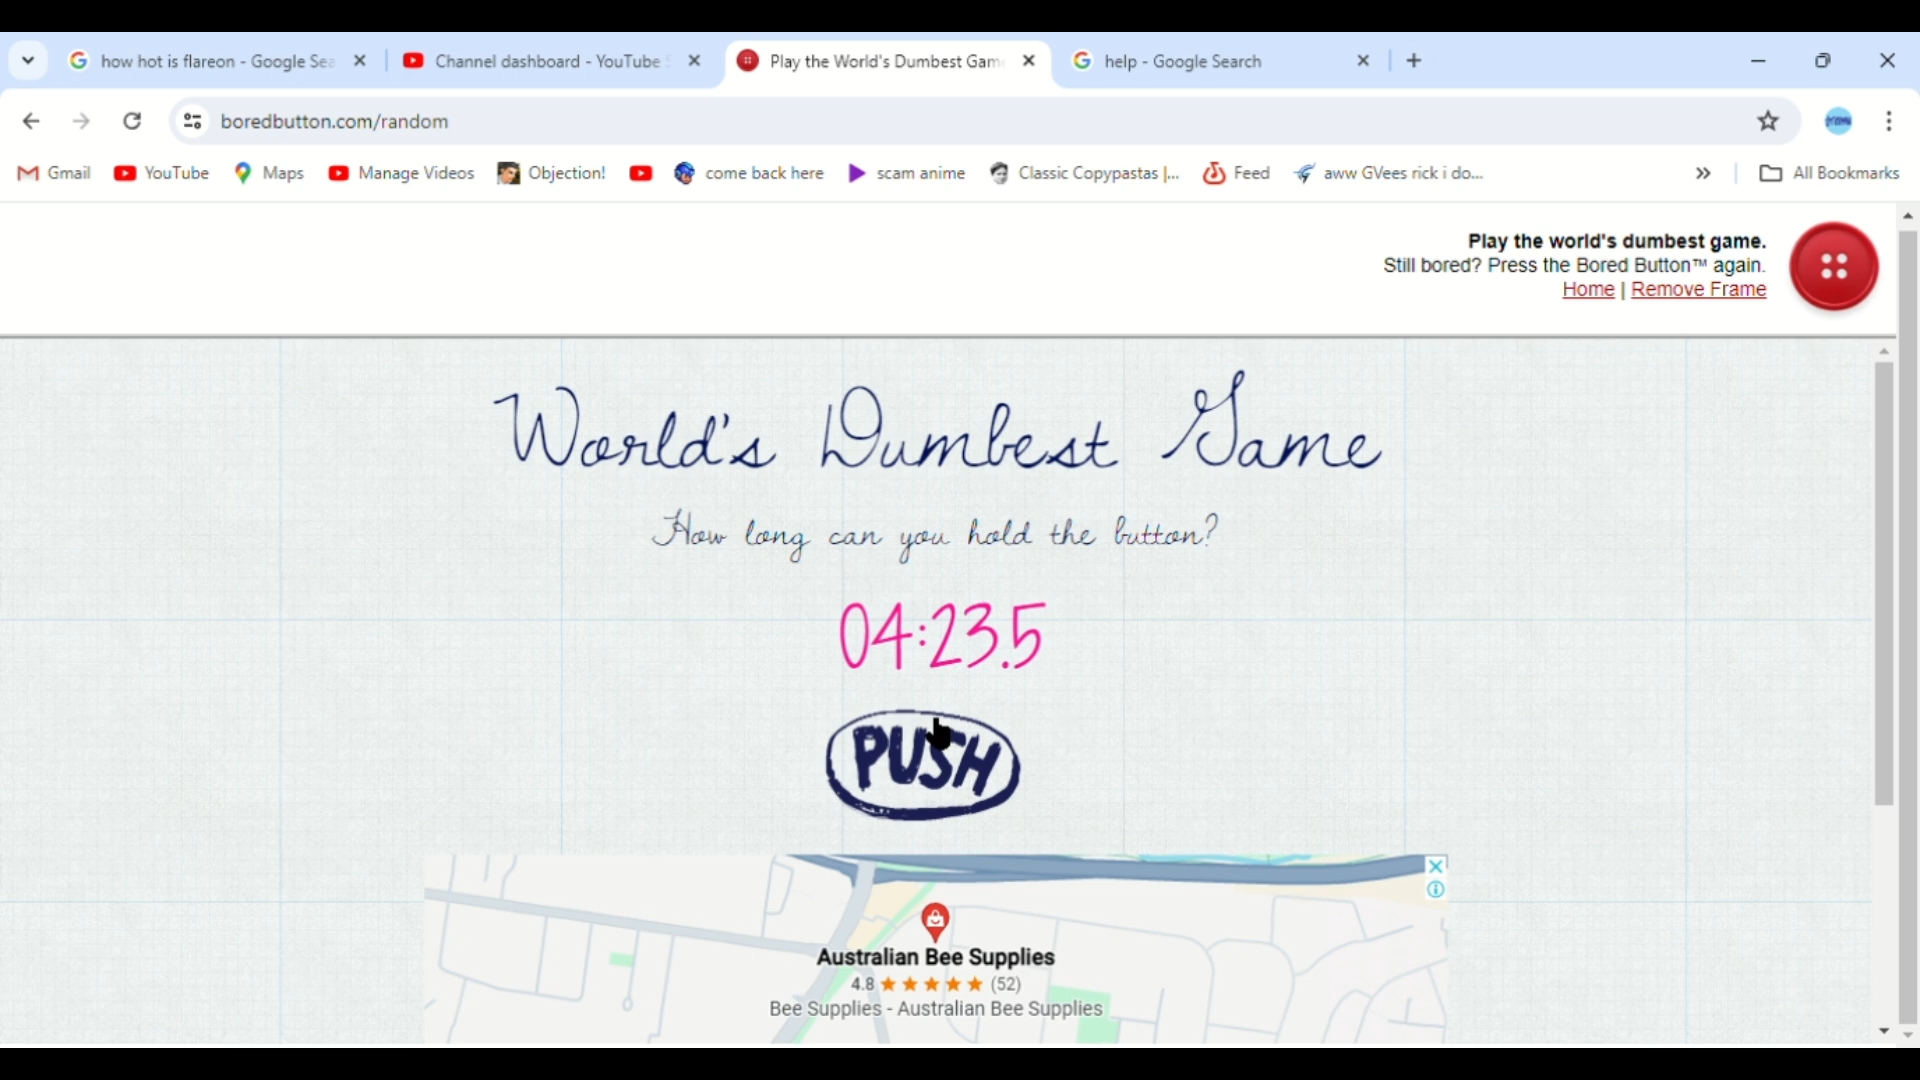 how hot is flareon - Google Sea
Channel dashboard - YouTube S
Play the World's Dumbest Gam
help - Google Search
boredbutton.com/random
Gmail
YouTube
Maps
Manage Videos
Objection!
come back here
scam anime
Classic Copypastas |...
Feed
aww GVees rick i do...
»
All Bookmarks
Play the world's dumbest game.
Still bored? Press the Bored Button™ again.
Home | Remove Frame
World's Dumbest Game
How long can you hold the button?
04:23.5
PUSH
Australian Bee Supplies
4.8 ★★★★★ (52)
Bee Supplies - Australian Bee Supplies